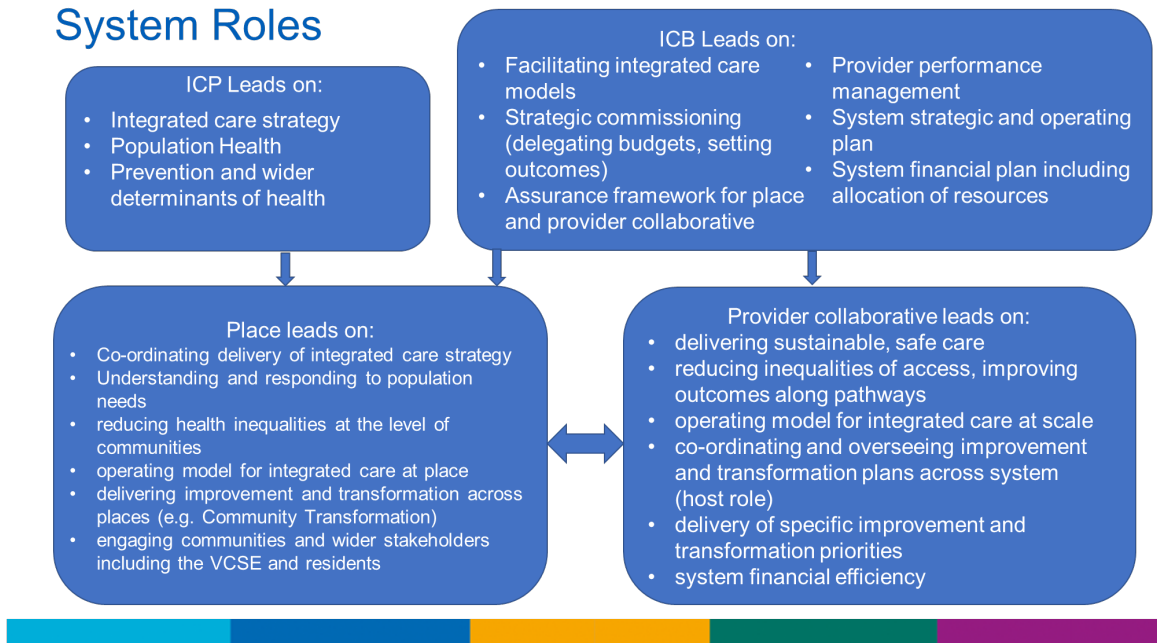 System Roles
ICP Leads on:
• Integrated care strategy
• Population Health
• Prevention and wider
determinants of health
ICB Leads on:
• Facilitating integrated care
models
• Strategic commissioning
(delegating budgets, setting
outcomes)
• Assurance framework for place
and provider collaborative
• Provider performance
management
• System strategic and operating
plan
• System financial plan including
allocation of resources
Place leads on:
• Co-ordinating delivery of integrated care strategy
• Understanding and responding to population
needs
• reducing health inequalities at the level of
communities
• operating model for integrated care at place
• delivering improvement and transformation across
places (e.g. Community Transformation)
• engaging communities and wider stakeholders
including the VCSE and residents
Provider collaborative leads on:
• delivering sustainable, safe care
• reducing inequalities of access, improving
outcomes along pathways
• operating model for integrated care at scale
• co-ordinating and overseeing improvement
and transformation plans across system
(host role)
• delivery of specific improvement and
transformation priorities
• system financial efficiency